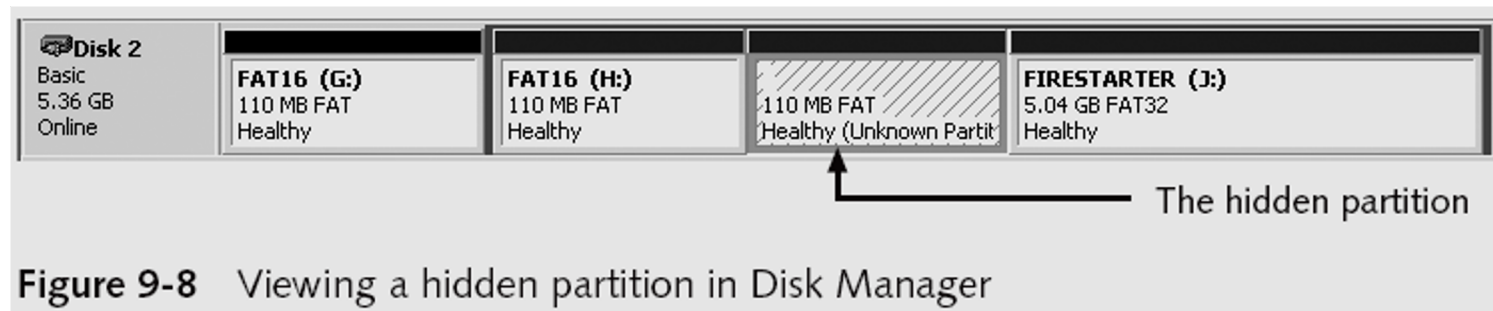 Disk 2
Basic
5.36 GB
Online
FAT16 (G:)
110 MB FAT
Healthy
FAT16 (H:)
110 MB FAT
Healthy
110 MB FAT
Healthy (Unknown Partit
FIRESTARTER (J:)
5.04 GB FAT32
Healthy
The hidden partition
Figure 9-8 Viewing a hidden partition in Disk Manager